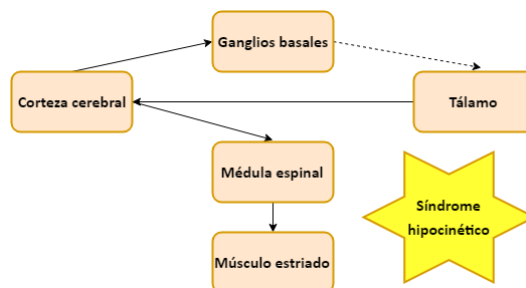 Ganglios basales
Corteza cerebral
Tálamo
Médula espinal
Síndrome
hipocinético
Músculo estriado